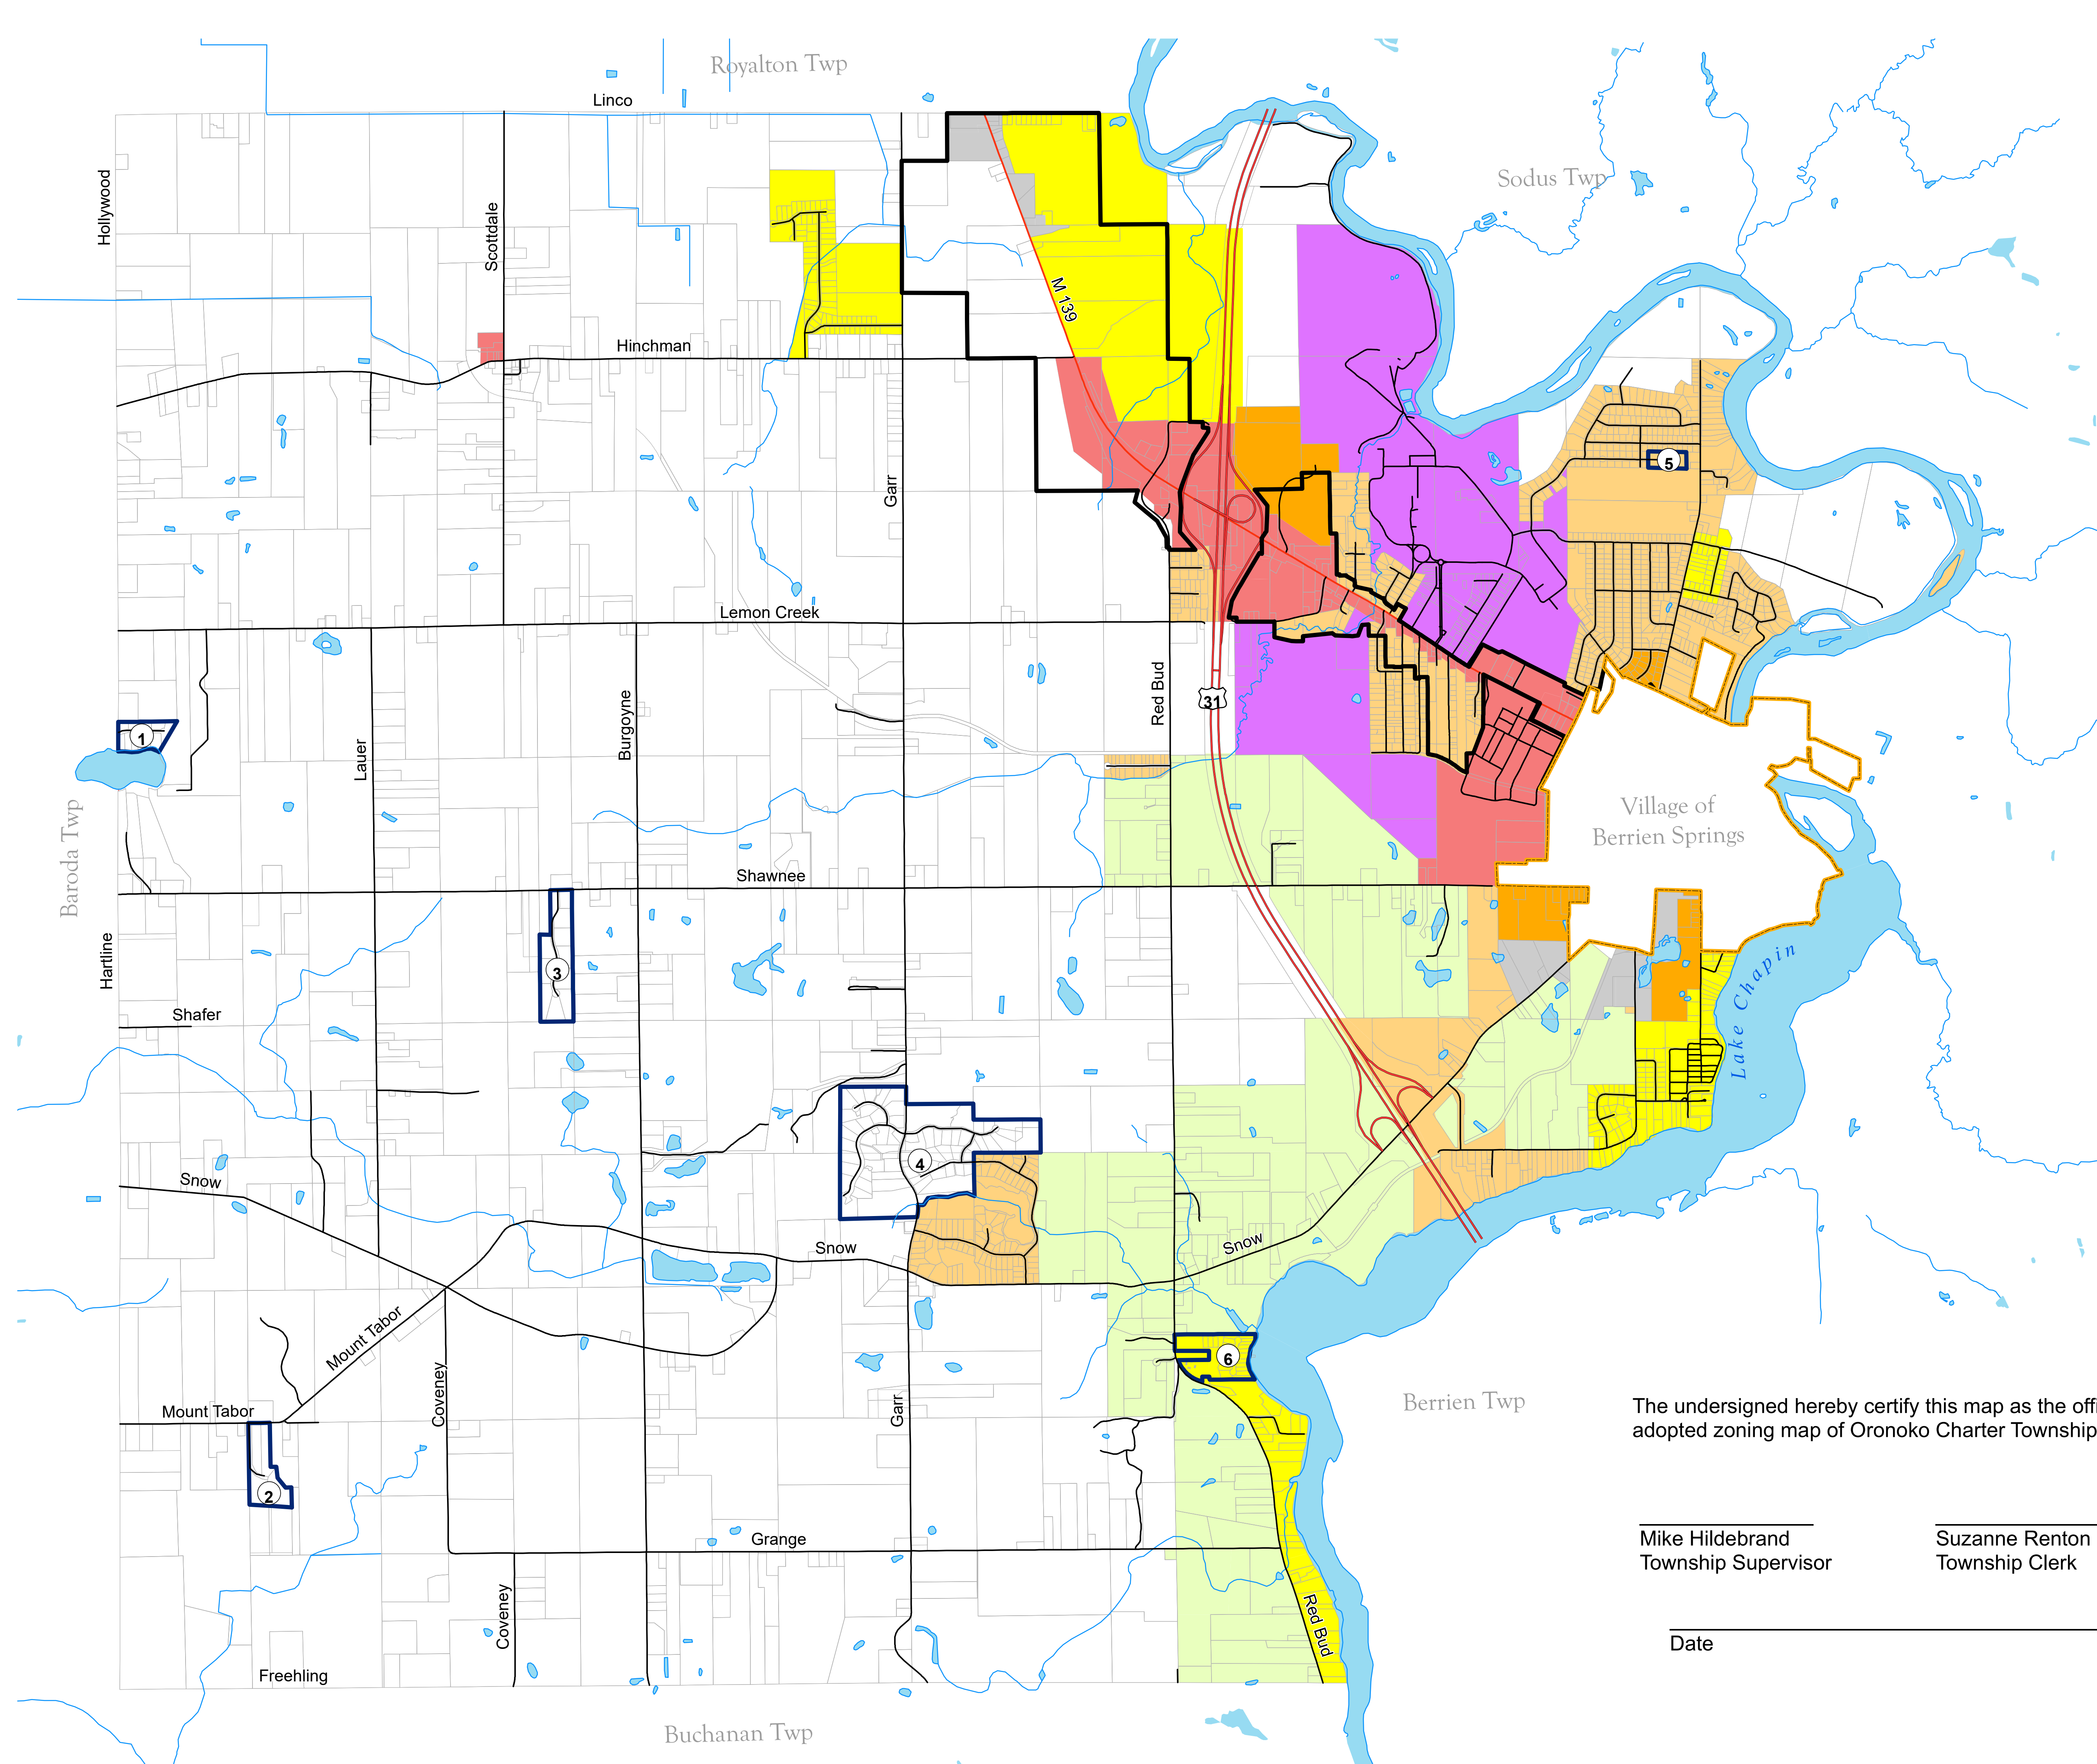 Royalton Twp
Linco
Sodus Twp
Hollywood
Scottdale
M 139
Hinchman
5
Garr
Lemon Creek
Red Bud
31
Burgoyne
1
Lauer
Baroda Twp
Village of
Berrien Springs
Shawnee
Hartline
3
Lake Chapin
Shafer
4
Snow
Snow
Snow
Mount Tabor
6
Coveney
Garr
Mount Tabor
Berrien Twp
The undersigned hereby certify this map as the offi
adopted zoning map of Oronoko Charter Township
2
Mike Hildebrand
Township Supervisor
Suzanne Renton
Township Clerk
Grange
Coveney
Red Bud
Date
Freehling
Buchanan Twp